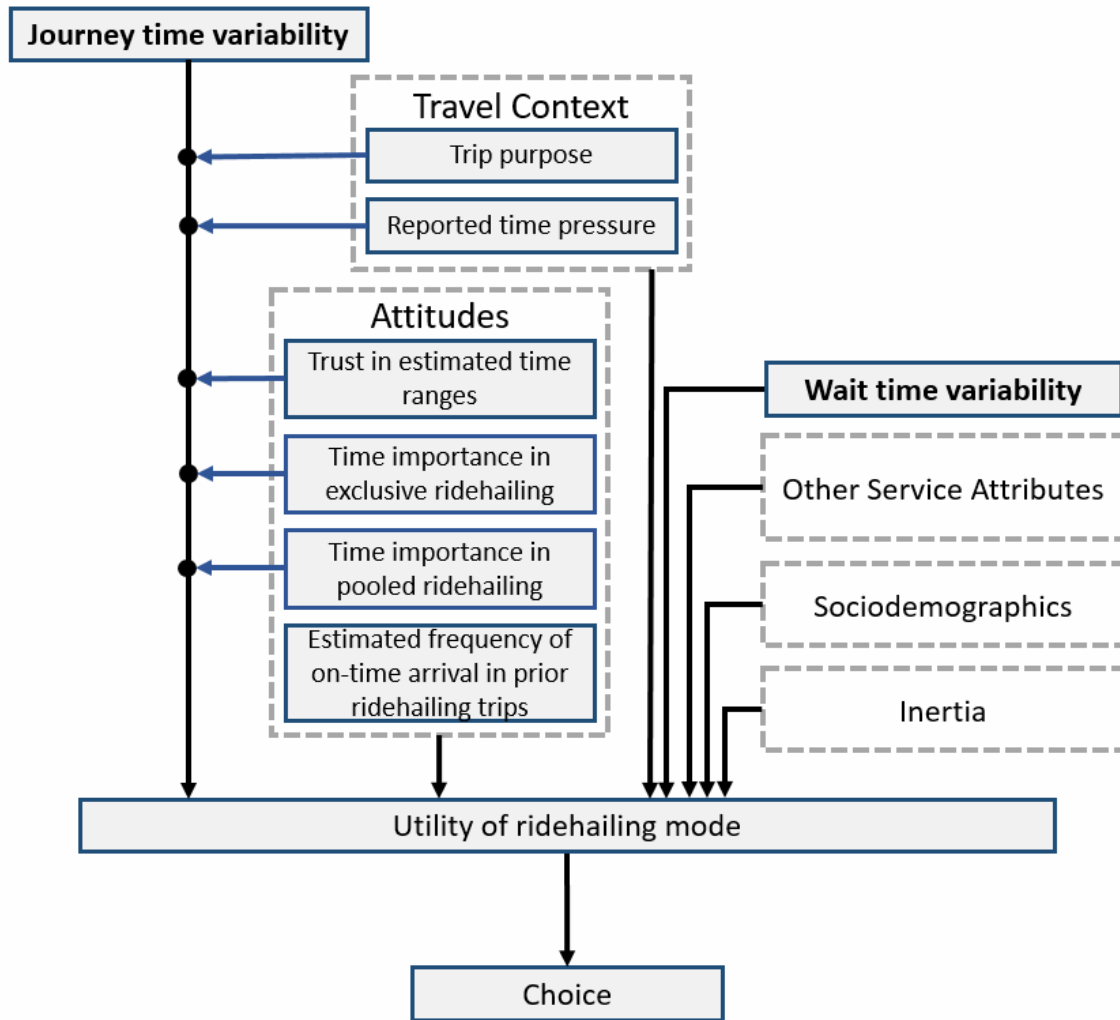 Journey time variability
Travel Context
Trip purpose
Reported time pressure
Attitudes
Trust in estimated time
ranges
Time importance in
exclusive ridehailing
Time importance in
pooled ridehailing
Estimated frequency of
on-time arrival in prior
ridehailing trips
Wait time variability
Other Service Attributes
Sociodemographics
Inertia
Utility of ridehailing mode
Choice